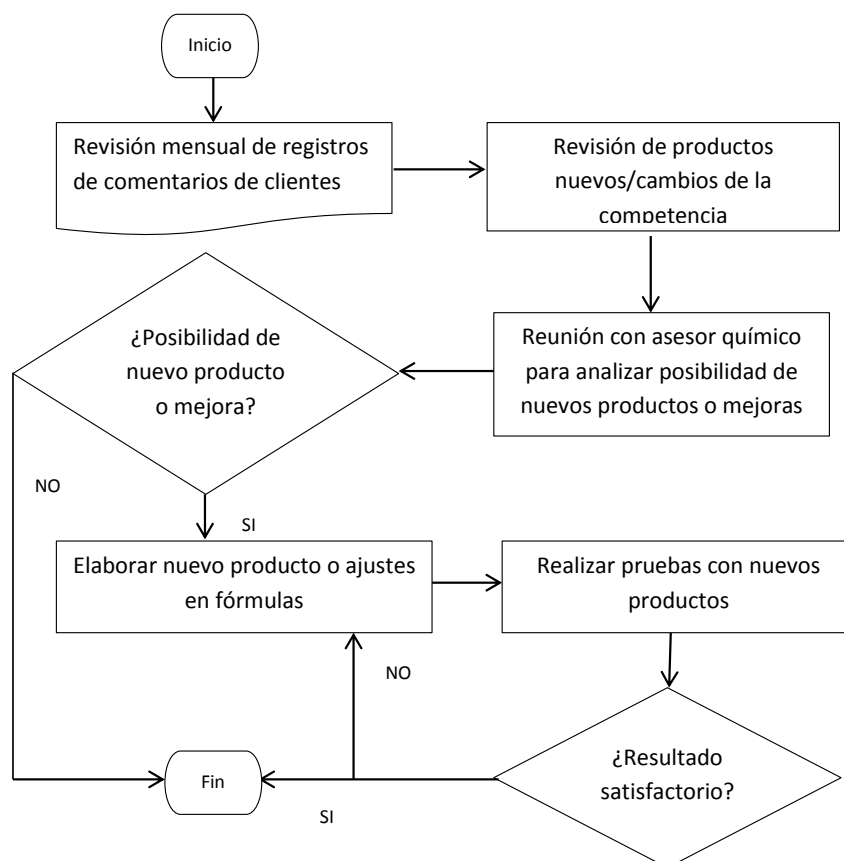 Inicio
Revisión mensual de registros
de comentarios de clientes
Revisión de productos
nuevos/cambios de la
competencia
¿Posibilidad de
nuevo producto
o mejora?
Reunión con asesor químico
para analizar posibilidad de
nuevos productos o mejoras
NO
SI
Elaborar nuevo producto o ajustes
en fórmulas
Realizar pruebas con nuevos
productos
NO
¿Resultado
satisfactorio?
Fin
SI